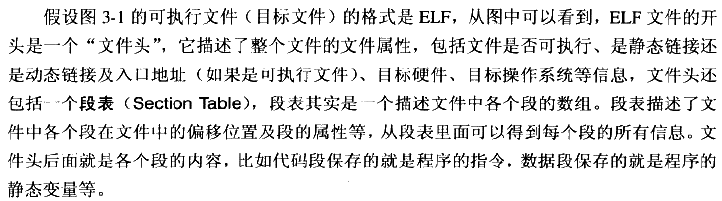 假设图 3-1 的可执行文件（目标文件）的格式是 ELF，从图中可以看到，ELF 文件的开
头是一个“文件头”，它描述了整个文件的文件属性，包括文件是否可执行、是静态链接还
是动态链接及入口地址（如果是可执行文件）、目标硬件、目标操作系统等信息，文件头还
包括一个段表（Section Table），段表其实是一个描述文件中各个段的数组。段表描述了文
件中各个段在文件中的偏移位置及段的属性等，从段表里面可以得到每个段的所有信息。文
件头后面就是各个段的内容，比如代码段保存的就是程序的指令，数据段保存的就是程序的
静态变量等。